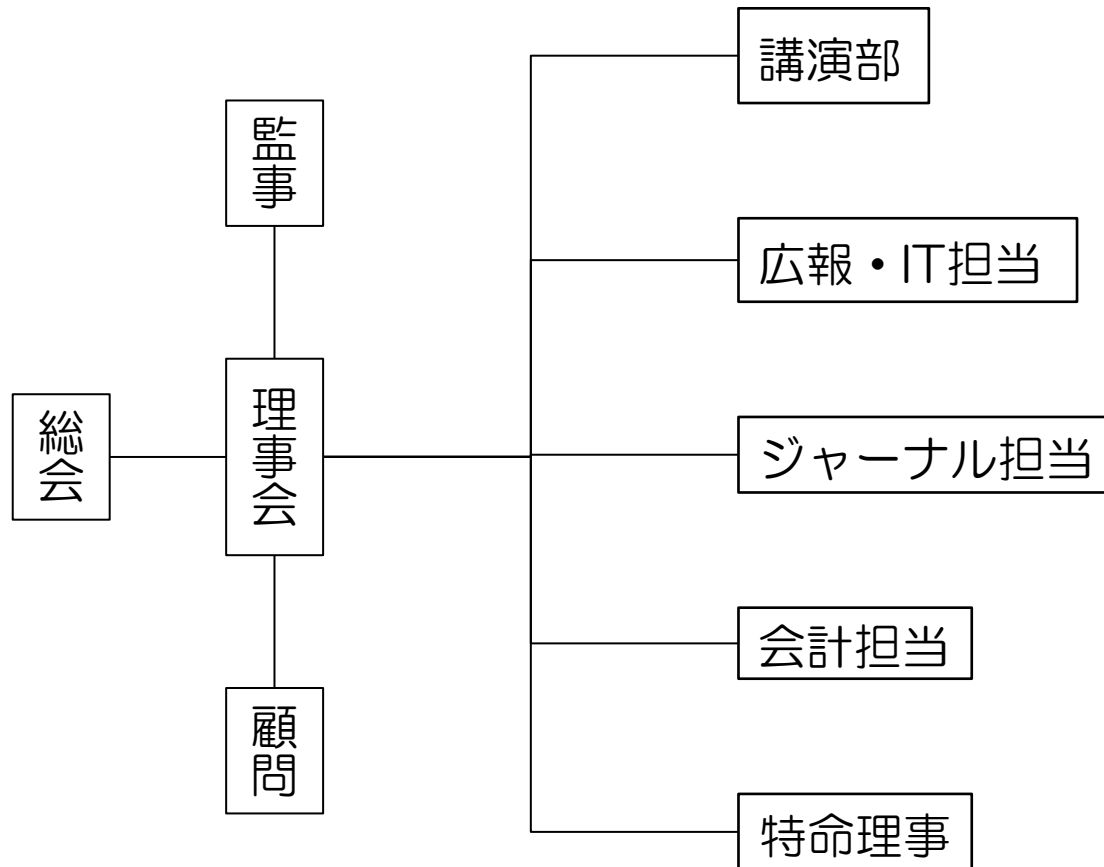 総会
監事
理事会
顧問
講演部
広報・IT担当
ジャーナル担当
会計担当
特命理事